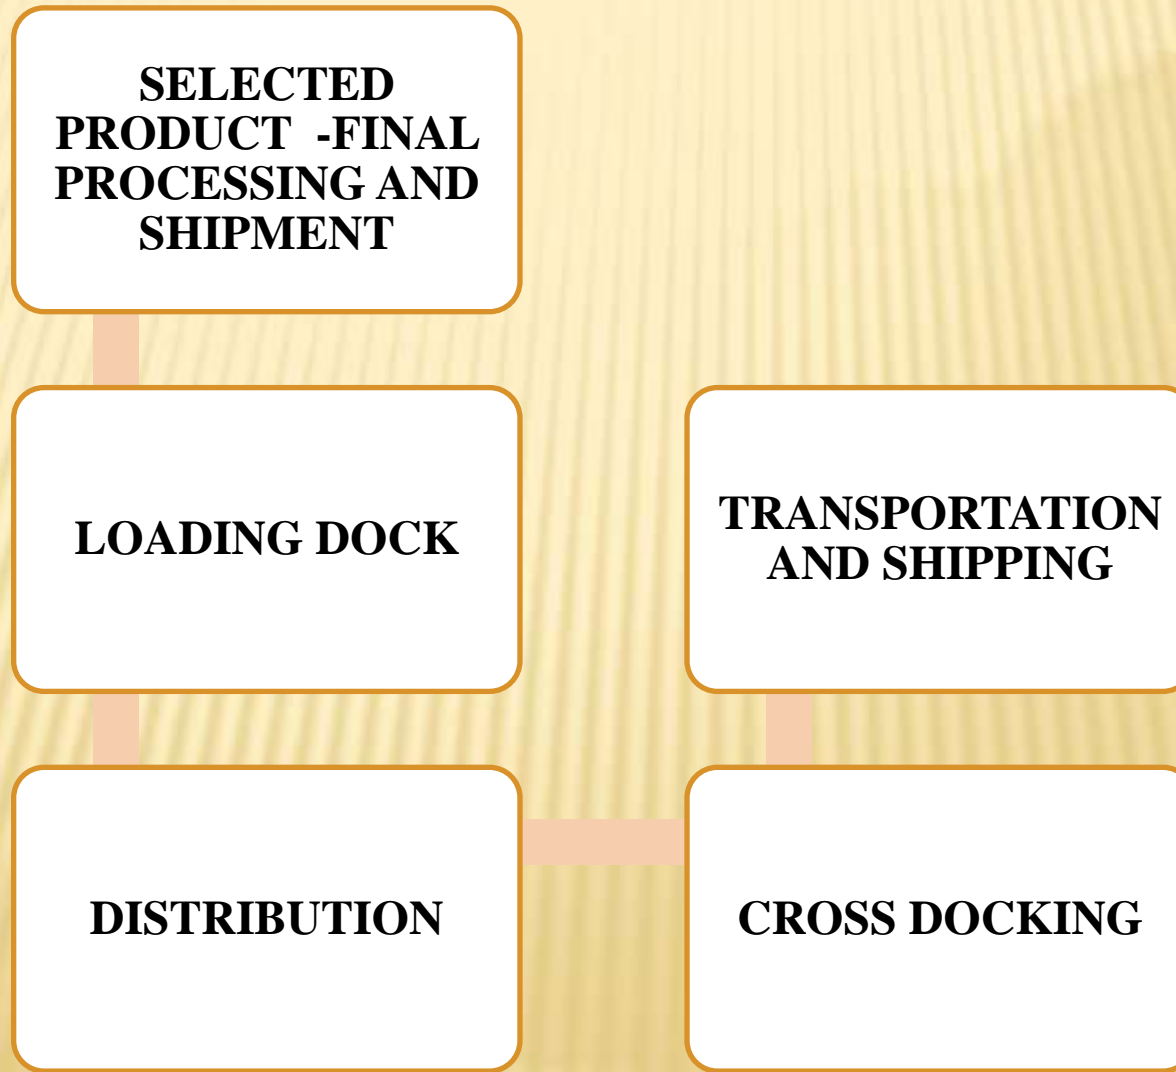 SELECTED
PRODUCT  -FINAL
PROCESSING AND
SHIPMENT
LOADING DOCK
DISTRIBUTION
CROSS DOCKING
TRANSPORTATION
AND SHIPPING